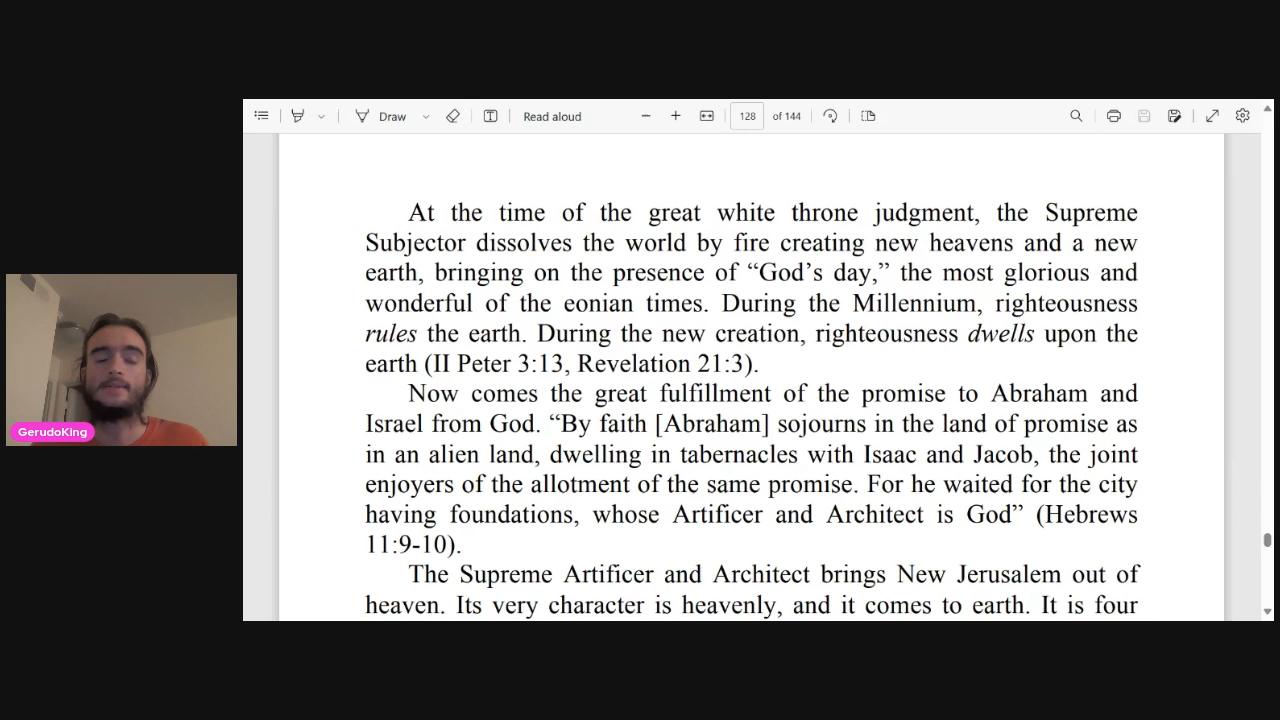 Draw
Read aloud
128 of 144
At the time of the great white throne judgment, the Supreme
Subjector dissolves the world by fire creating new heavens and a new
earth, bringing on the presence of “God’s day,” the most glorious and
wonderful of the eonian times. During the Millennium, righteousness
rules the earth. During the new creation, righteousness dwells upon the
earth (II Peter 3:13, Revelation 21:3).
Now comes the great fulfillment of the promise to Abraham and
Israel from God. “By faith [Abraham] sojourns in the land of promise as
in an alien land, dwelling in tabernacles with Isaac and Jacob, the joint
enjoyers of the allotment of the same promise. For he waited for the city
having foundations, whose Artificer and Architect is God” (Hebrews
11:9-10).
The Supreme Artificer and Architect brings New Jerusalem out of
heaven. Its very character is heavenly, and it comes to earth. It is four
GerudoKing